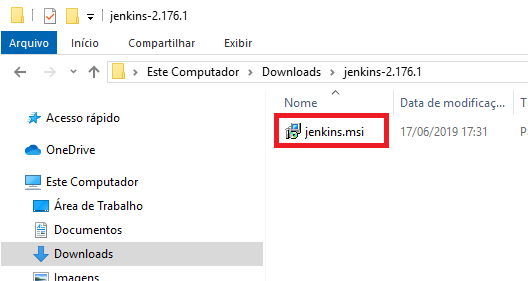 jenkins-2.176.1
Arquivo Início Compartilhar Exibir
Este Computador Downloads jenkins-2.176.1
Nome Data de modificaç...
Acesso rápido
jenkins.msi 17/06/2019 17:31
OneDrive
Este Computador
Área de Trabalho
Documentos
Downloads
Imagens